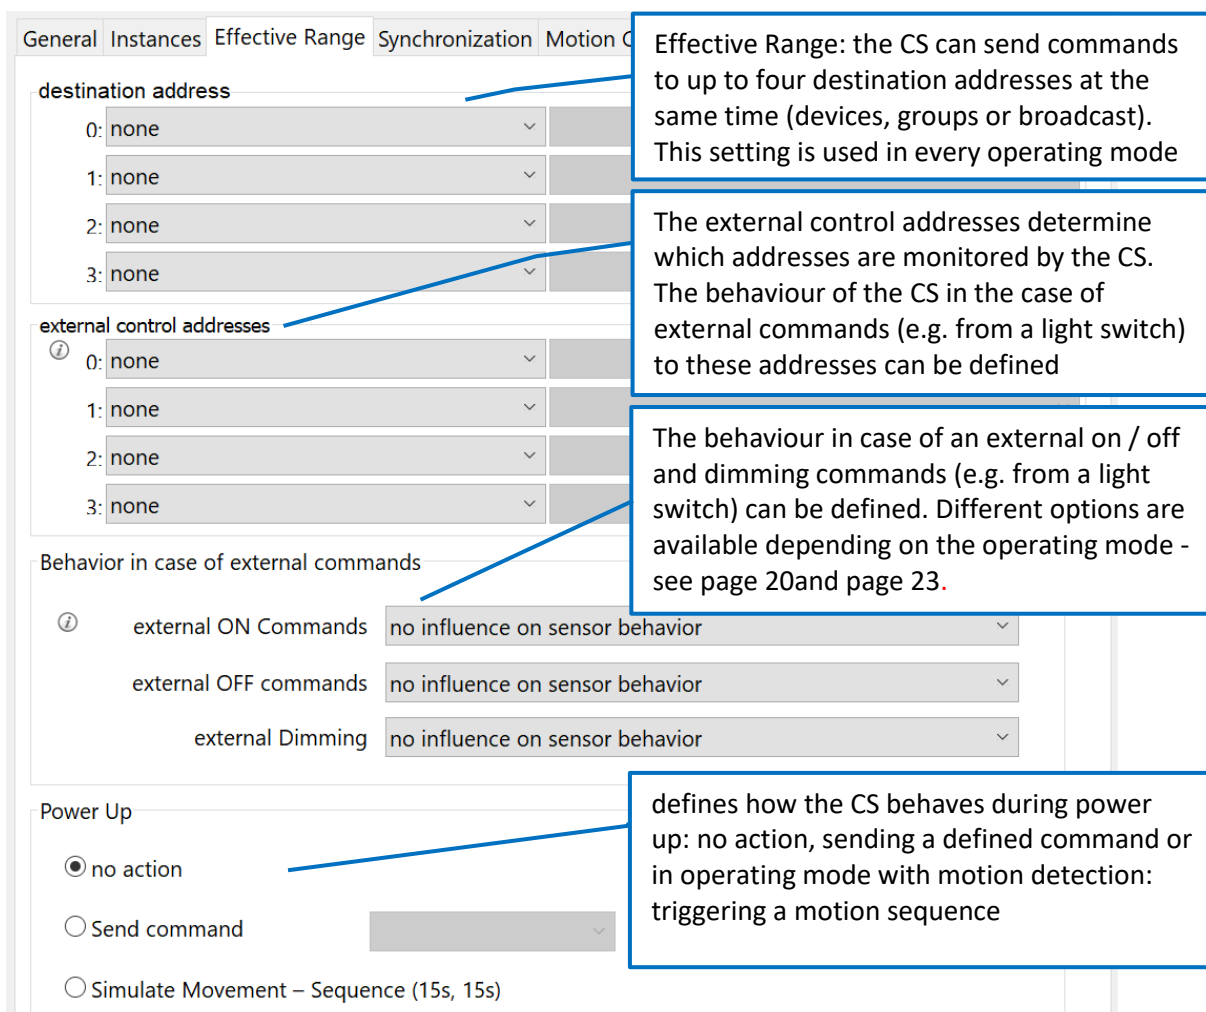 General Instances Effective Range Synchronization Motion
Effective Range: the CS can send commands
to up to four destination addresses at the
same time (devices, groups or broadcast).
This setting is used in every operating mode
destination address
0: none
1: none
2: none
3: none
The external control addresses determine
which addresses are monitored by the CS.
The behaviour of the CS in the case of
external commands (e.g. from a light switch)
to these addresses can be defined
external control addresses
0: none
1: none
2: none
3: none
The behaviour in case of an external on / off
and dimming commands (e.g. from a light
switch) can be defined. Different options are
available depending on the operating mode -
see page 20and page 23.
Behavior in case of external commands
external ON Commands no influence on sensor behavior
external OFF commands no influence on sensor behavior
external Dimming no influence on sensor behavior
Power Up
no action
Send command
Simulate Movement – Sequence (15s, 15s)
defines how the CS behaves during power
up: no action, sending a defined command or
in operating mode with motion detection:
triggering a motion sequence